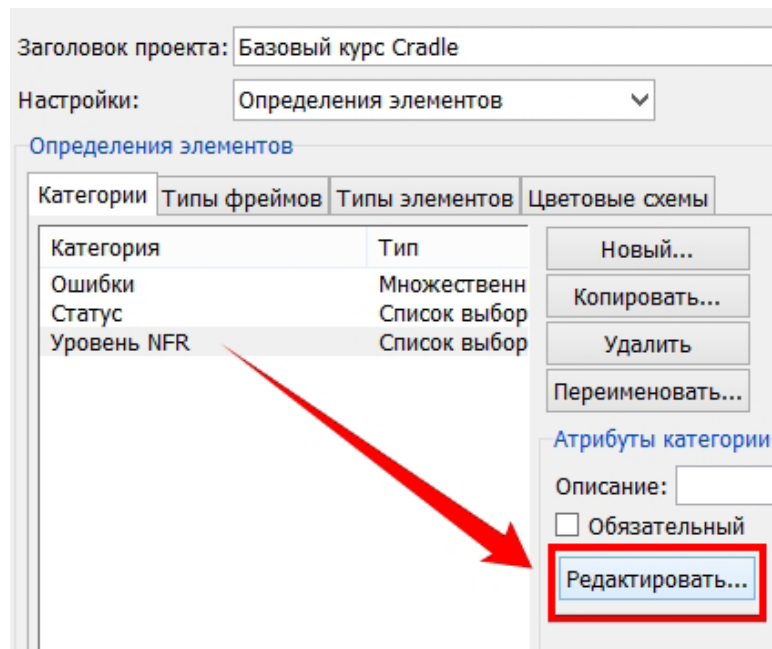 Заголовок проекта: Базовый курс Cradle
Настройки: Определения элементов
Определения элементов
Категории Типы фреймов Типы элементов Цветовые схемы
Категория Тип Новый...
Ошибки Множественн
Копировать...
Статус Список выбор
Уровень NFR Список выбор Удалить
Переименовать...
Атрибуты категории
Описание:
Обязательный
Редактировать...